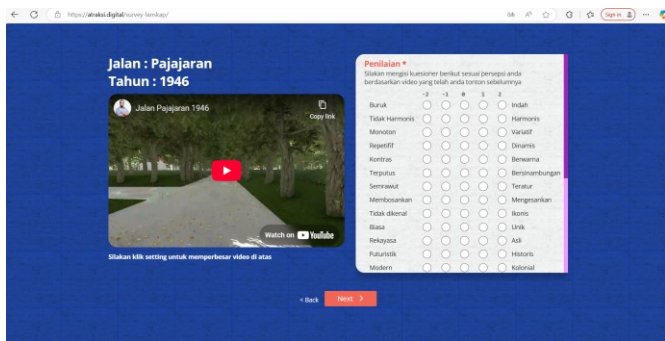 https://atraksi.digital/survey-lanskap/
Sign in
Jalan : Pajajaran
Tahun : 1946
Jalan Pajajaran 1946
Copy link
Watch on YouTube
Silakan klik setting untuk memperbesar video di atas
Penilaian *
Silakan mengisi kuesioner berikut sesuai persepsi anda
berdasarkan video yang telah anda tonton sebelumnya
-2 -1 0 1 2
Buruk Indah
Tidak Harmonis Harmonis
Monoton Variatif
Repetitif Dinamis
Kontras Berwarna
Terputus Bersinambungan
Semrawut Teratur
Membosankan Mengesankan
Tidak dikenal Ikonis
Biasa Unik
Rekayasa Asli
Futuristik Historis
Modern Kolonial
< Back Next >